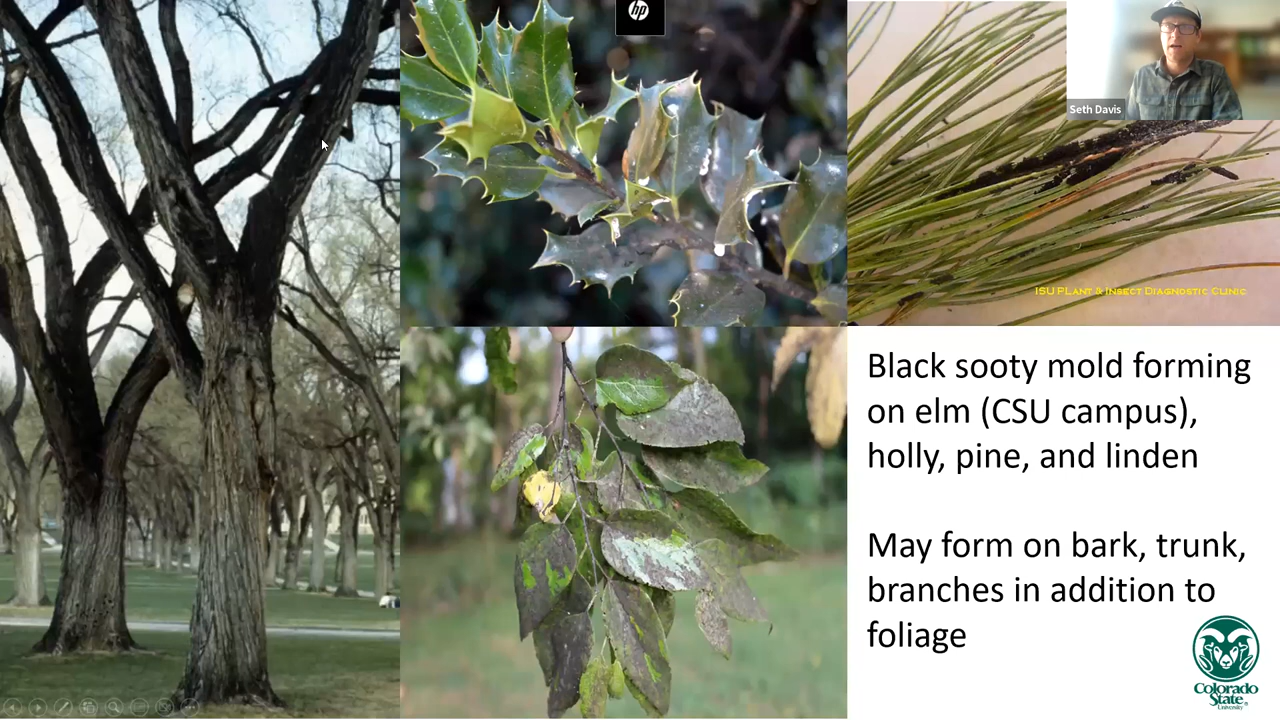 hp
Seth Davis
ISU Plant & Insect Diagnostic Clinic
Black sooty mold forming
on elm (CSU campus),
holly, pine, and linden
May form on bark, trunk,
branches in addition to
foliage
Colorado
State
University